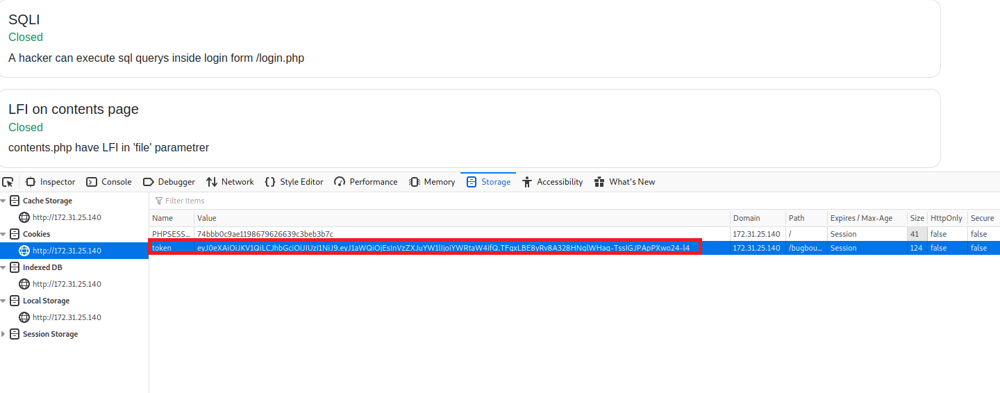 SQLI
Closed
A hacker can execute sql querys inside login form /login.php
LFI on contents page
Closed
contents.php have LFI in 'file' parametrer
Inspector Console Debugger Network Style Editor Performance Memory Storage Accessibility What's New
Cache Storage
http://172.31.25.140
Cookies
http://172.31.25.140
Indexed DB
http://172.31.25.140
Local Storage
http://172.31.25.140
Session Storage
Filter Items
Name Value Domain Path Expires / Max-Age Size HttpOnly Secure
PHPSESS... 74bbb0c9ae1198679626639c3beb3b7c 172.31.25.140 / Session 41 false false
token 172.31.25.140 /bugbou... Session 124 false false